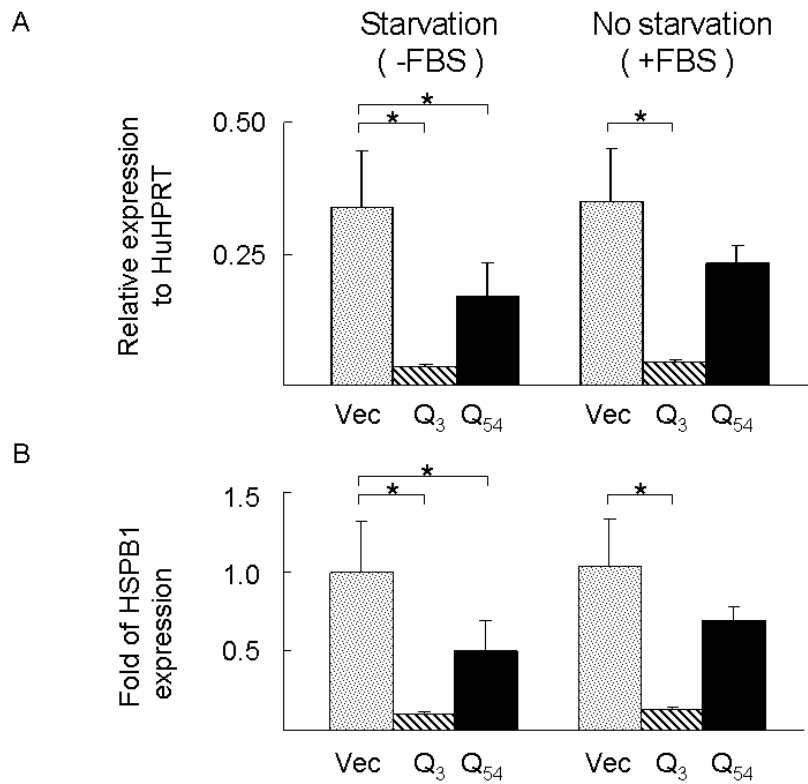 A
Starvation
( -FBS )
No starvation
( +FBS )
Relative expression
to HuHPRT
0.50
0.25
*
*
*
Vec Q3 Q54
Vec Q3 Q54
B
Fold of HSPB1
expression
1.5
1.0
0.5
*
*
*
Vec Q3 Q54
Vec Q3 Q54